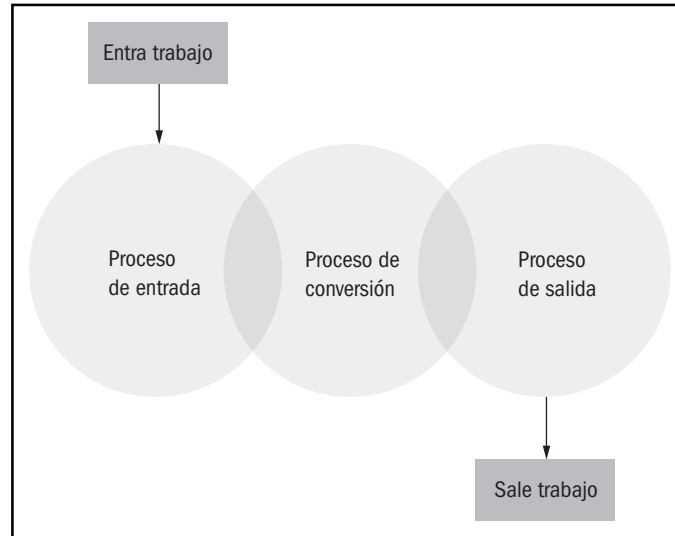 Entra trabajo
Proceso
de entrada
Proceso de
conversión
Proceso
de salida
Sale trabajo